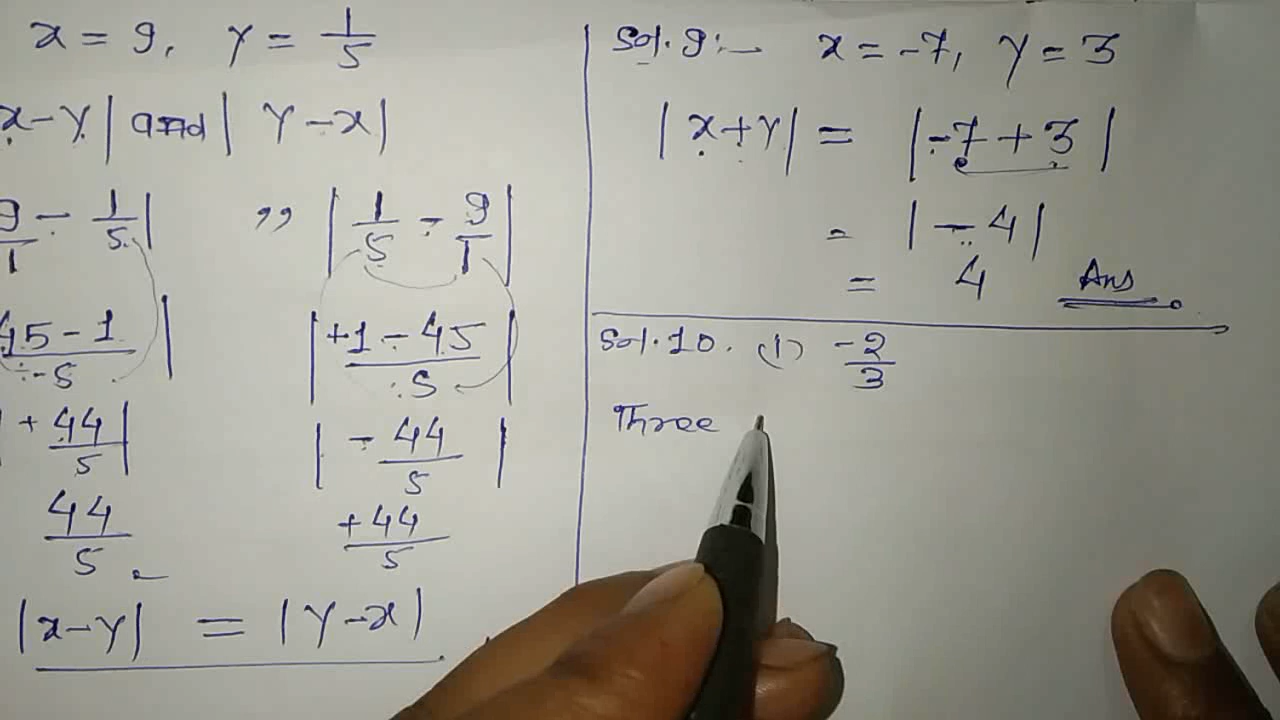 x = 9, y = 1/5
x-y| and | y-x|
9/1 - 1/5| ,, |1/5 - 9/1|
45-1/5| |+1-45/5|
|+44/5| |-44/5|
44/5 +44/5
|x-y| = |y-x|
Sol.9:- x = -7, y = 3
|x+y| = |-7+3|
= |-4|
= 4 Ans
Sol.10. (1) -2/3
Three